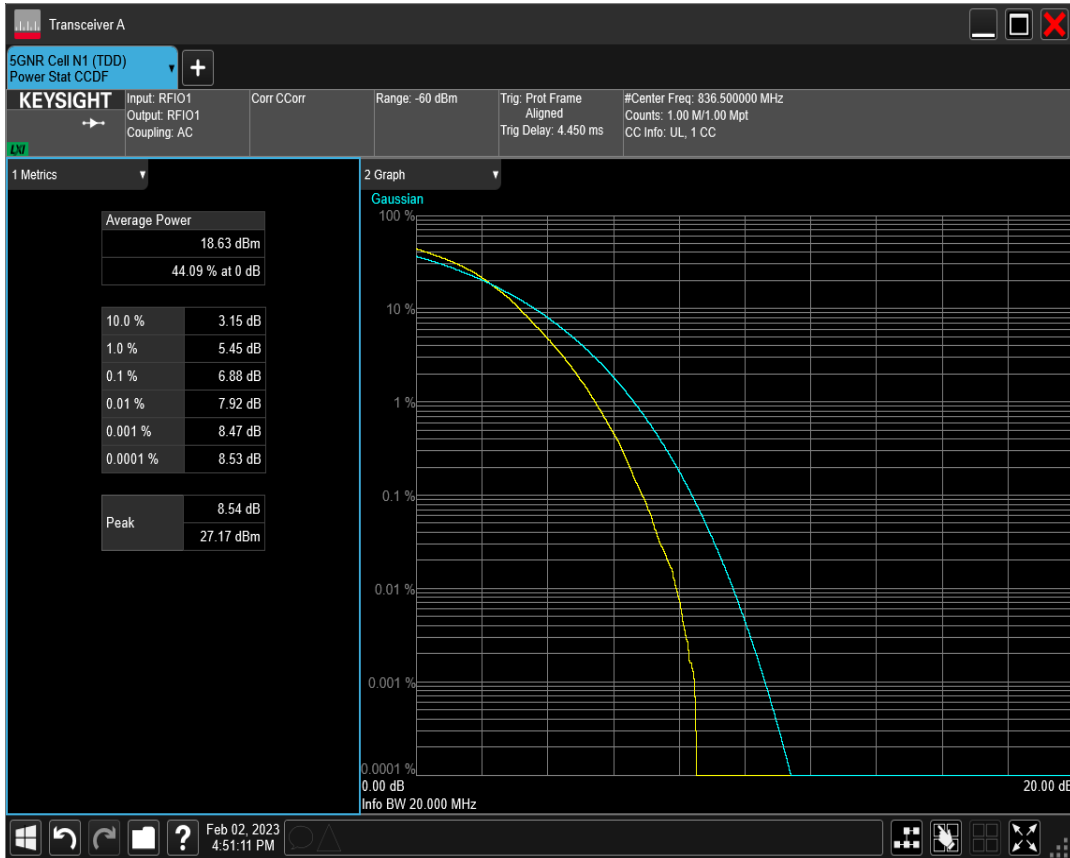 Transceiver A
5GNR Cell N1 (TDD)
Power Stat CCDF
+
KEYSIGHT
LXI
Input: RFIO1
Output: RFIO1
Coupling: AC
Corr CCorr
Range: -60 dBm
Trig: Prot Frame
Aligned
Trig Delay: 4.450 ms
#Center Freq: 836.500000 MHz
Counts: 1.00 M/1.00 Mpt
CC Info: UL, 1 CC
1 Metrics
Average Power
18.63 dBm
44.09 % at 0 dB
10.0 % 3.15 dB
1.0 % 5.45 dB
0.1 % 6.88 dB
0.01 % 7.92 dB
0.001 % 8.47 dB
0.0001 % 8.53 dB
Peak
8.54 dB
27.17 dBm
2 Graph
Gaussian
100 %
10 %
1 %
0.1 %
0.01 %
0.001 %
0.0001 %
0.00 dB 20.00 dB
Info BW 20.000 MHz
?
Feb 02, 2023
4:51:11 PM